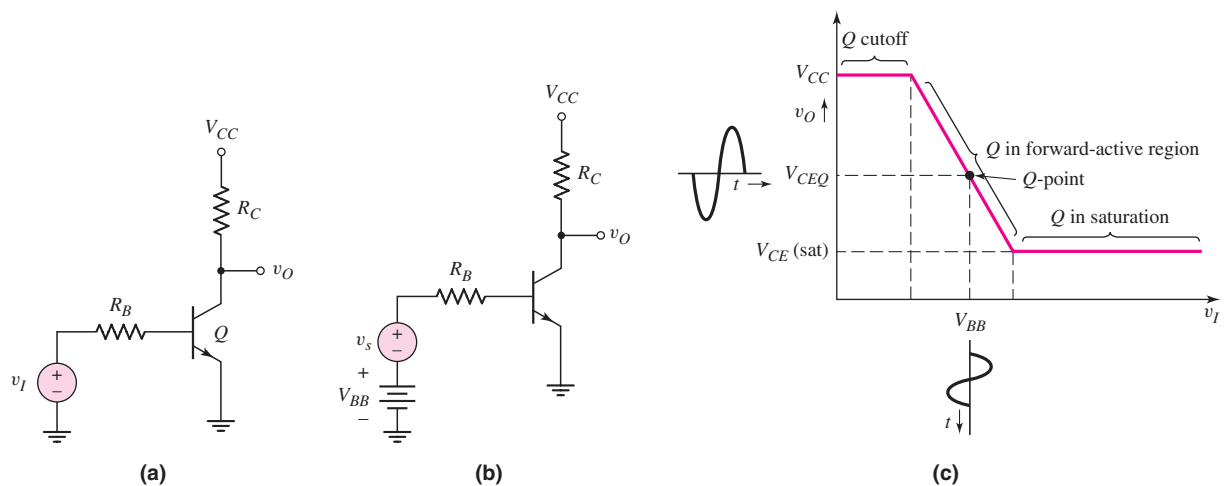 V_CC
R_C
v_O
R_B
Q
v_I
+
−
(a)
V_CC
R_C
v_O
R_B
v_s
+
−
+
V_BB
−
(b)
Q cutoff
V_CC
v_O ↑
Q in forward-active region
V_CEQ
Q-point
t →
Q in saturation
V_CE (sat)
V_BB
v_I
t ↓
(c)